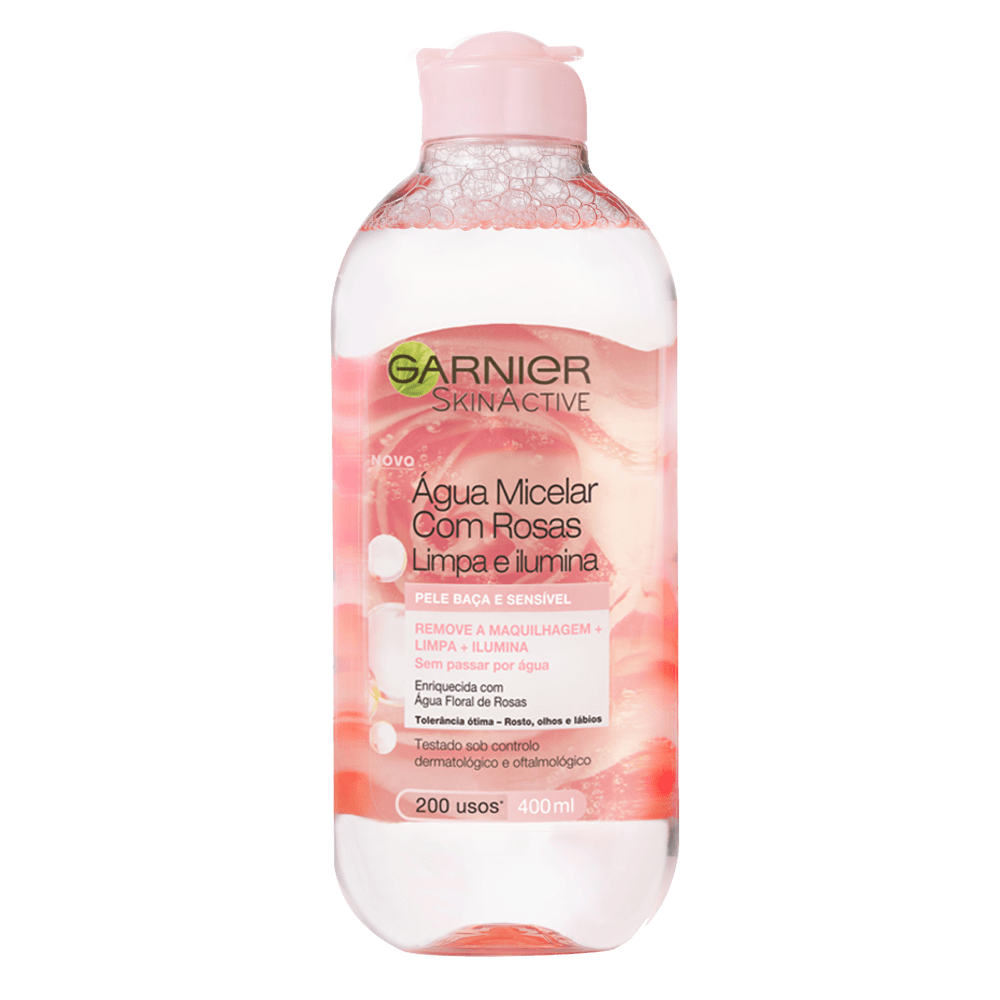 GARNIER
SKINACTIVE
NOVO
Água Micelar
Com Rosas
Limpa e ilumina
PELE BAÇA E SENSÍVEL
REMOVE A MAQUILHAGEM +
LIMPA + ILUMINA
Sem passar por água
Enriquecida com
Água Floral de Rosas
Tolerância ótima – Rosto, olhos e lábios
Testado sob controlo
dermatológico e oftalmológico
200 usos* 400ml